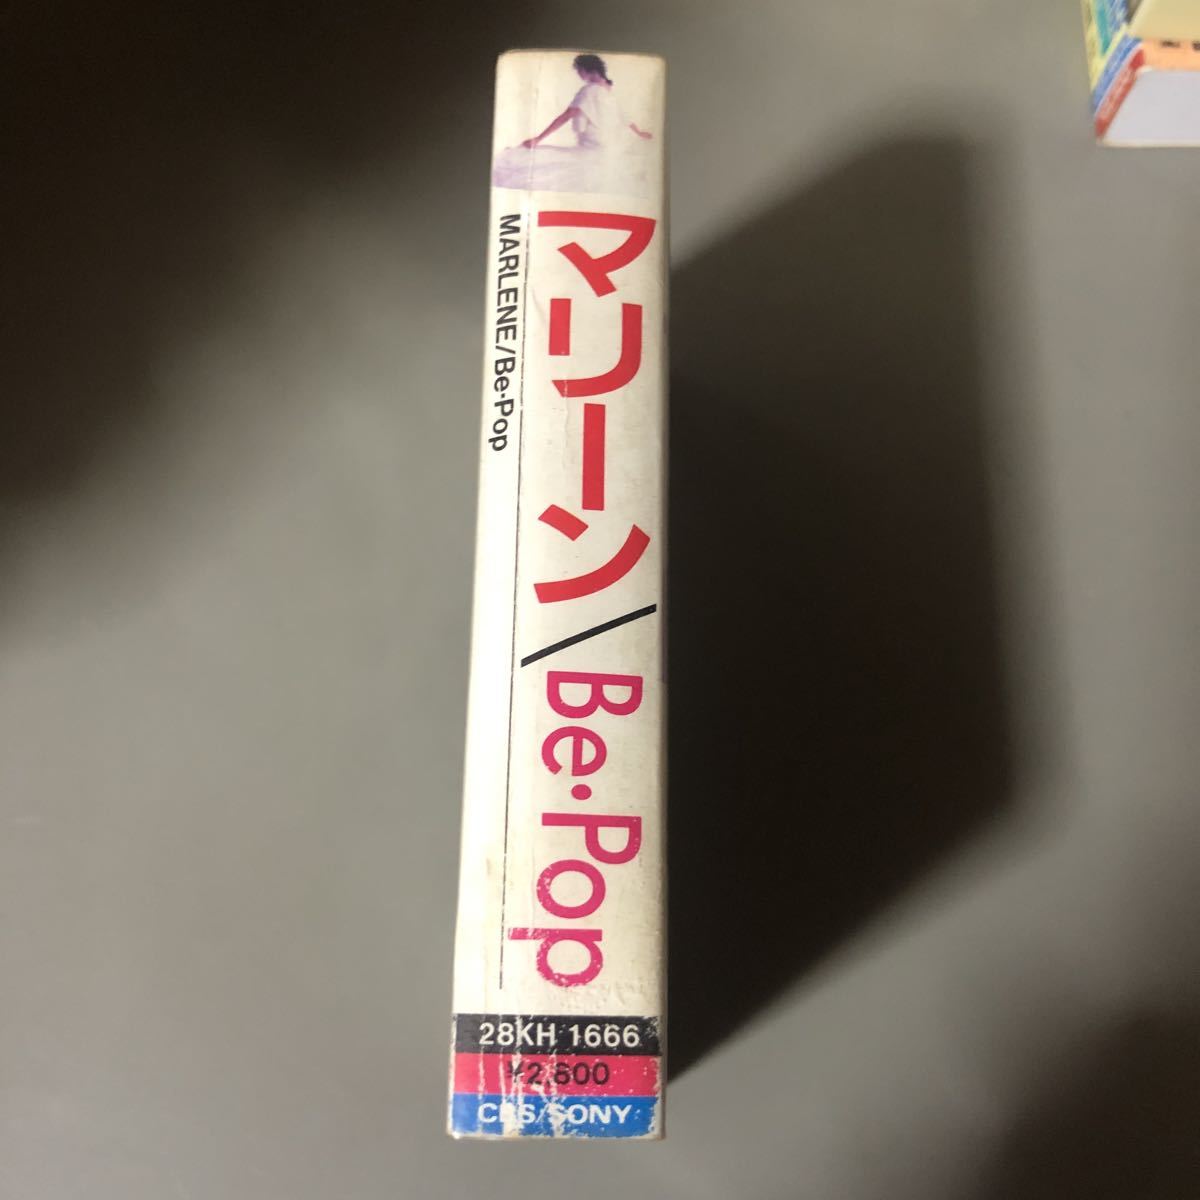 マリーン/Be・Pop
MARLENE/Be・Pop
28KH 1666
¥2,800
CBS/SONY